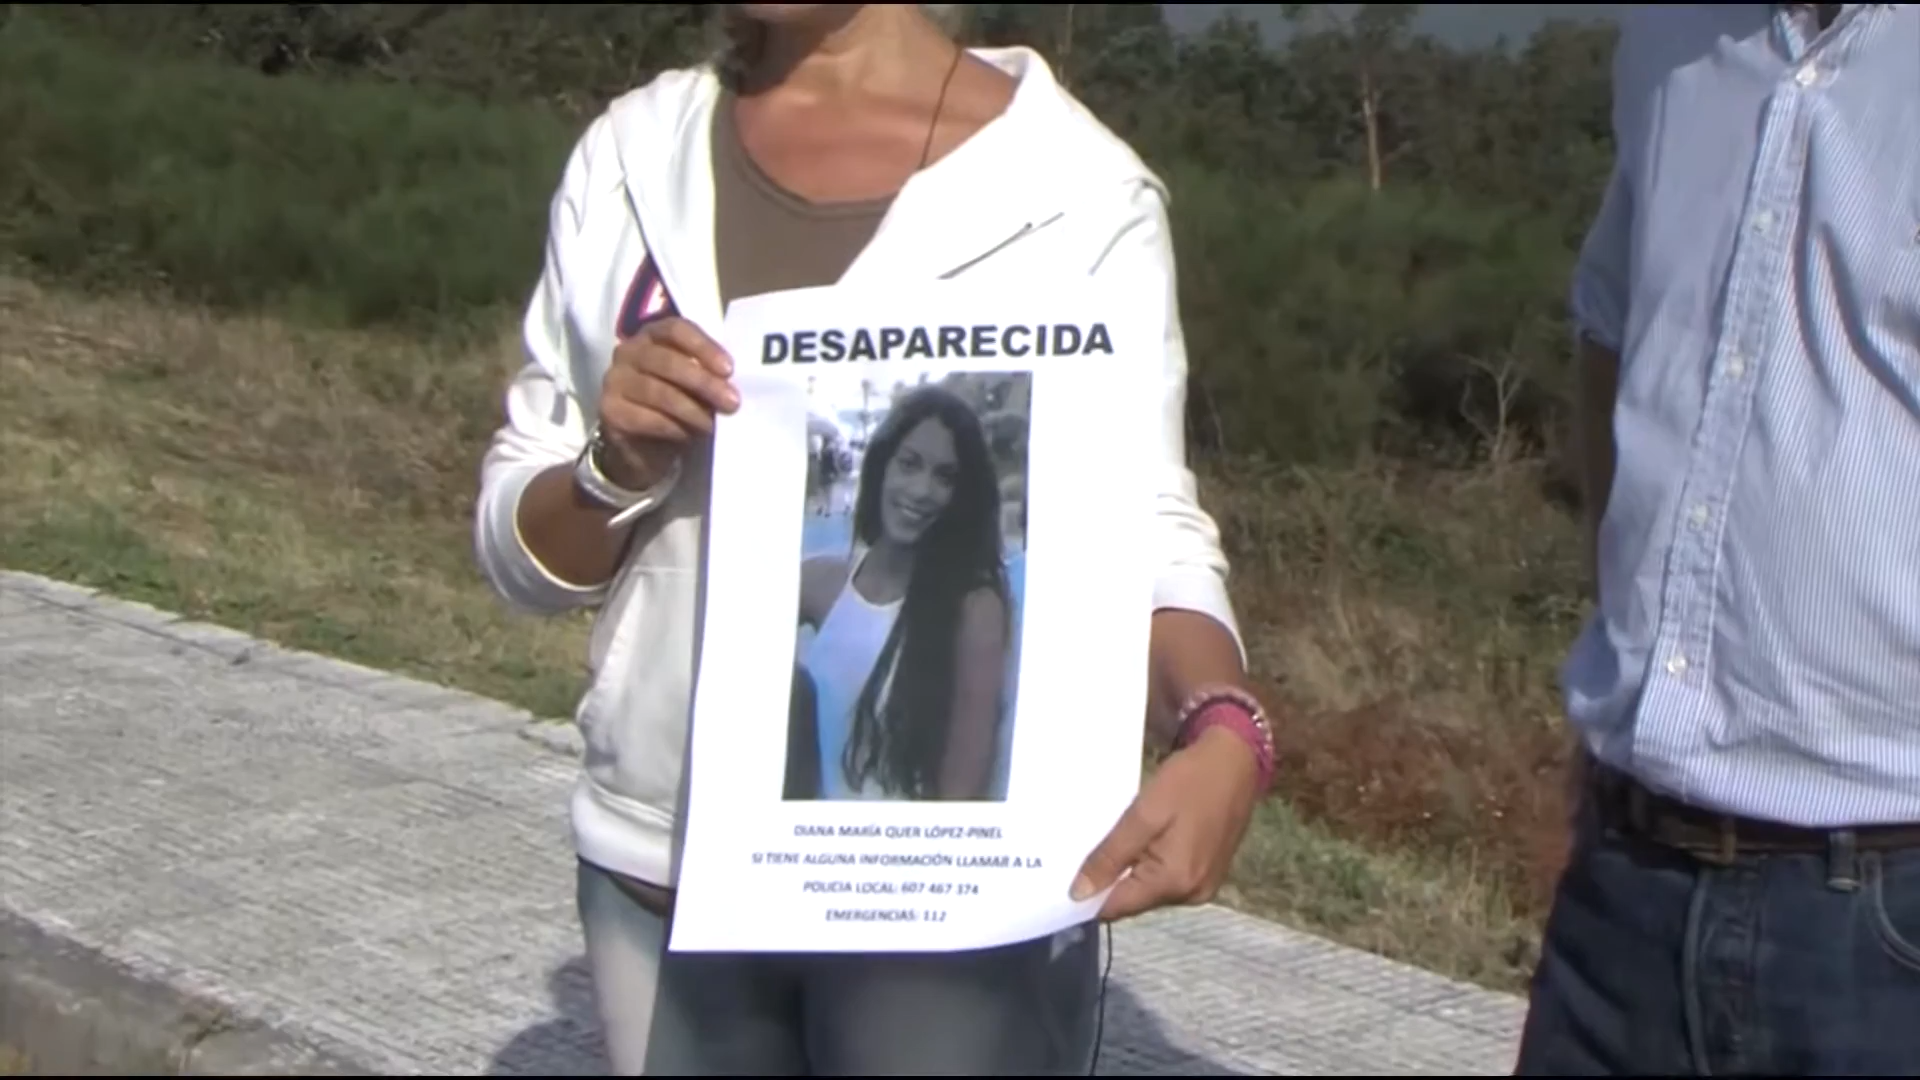 DESAPARECIDA
DIANA MARÍA QUER LÓPEZ-PINEL
SI TIENE ALGUNA INFORMACIÓN LLAMAR A LA
POLICIA LOCAL: 607 467 374
EMERGENCIAS: 112